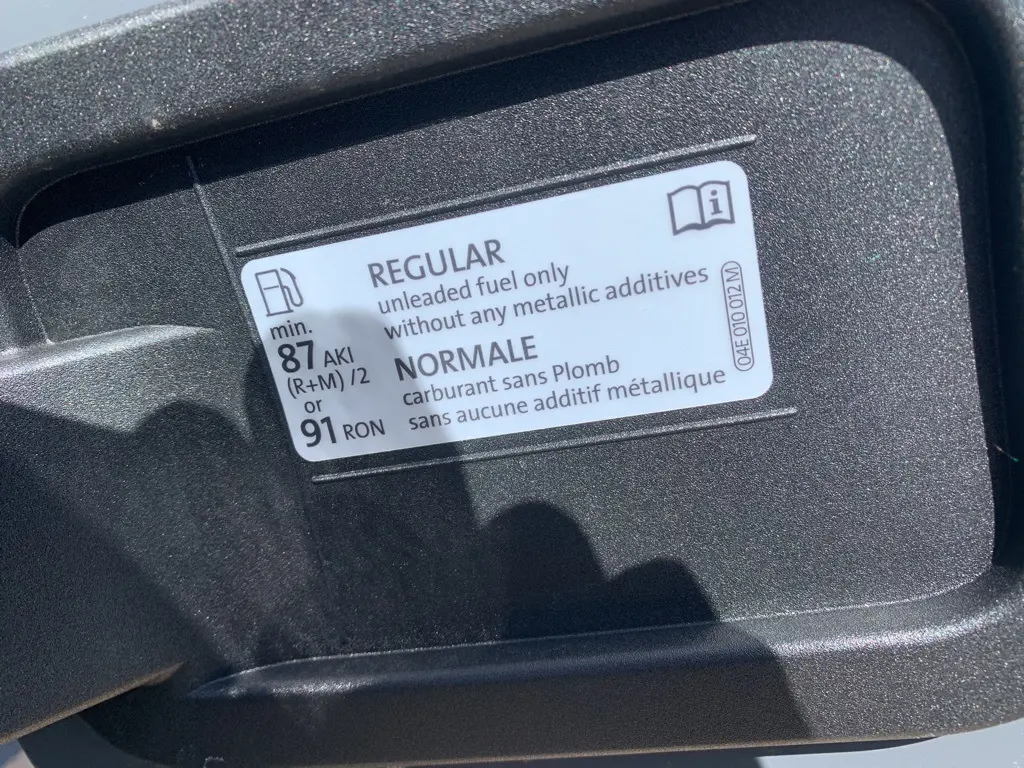 REGULAR
unleaded fuel only
without any metallic additives
NORMALE
carburant sans Plomb
sans aucune additif métallique
min.
87 AKI
(R+M) /2
or
91 RON
i
04E 010 012 M